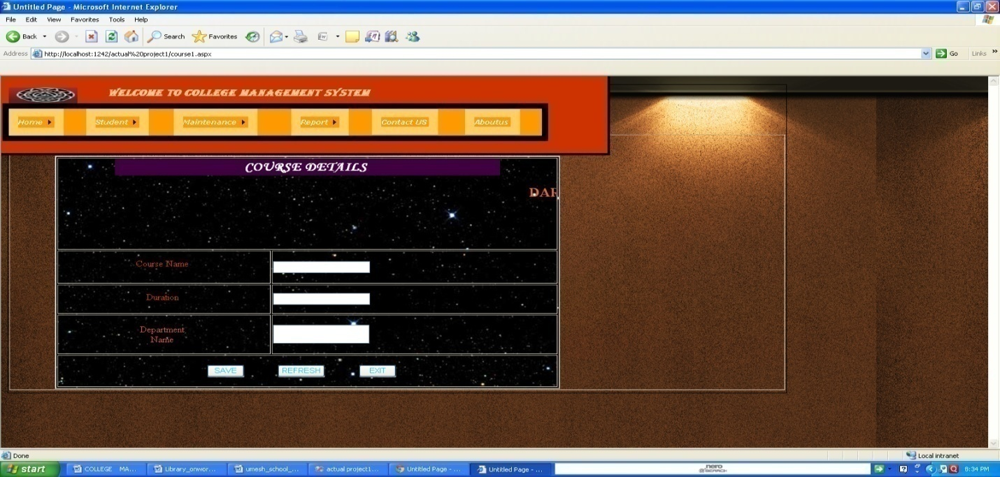 Untitled Page - Microsoft Internet Explorer
File Edit View Favorites Tools Help
Back Search Favorites
Address http://localhost:1242/actual%20project1/course1.aspx Go Links »
WELCOME TO COLLEGE MANAGEMENT SYSTEM
Home Student Maintenance Report Contact US Aboutus
COURSE DETAILS
DAR
Course Name
Duration
Department
Name
SAVE REFRESH EXIT
Done Local intranet
start COLLEGE MA... Library_onwor... umesh_school_... actual project1... Untitled Page - ... Untitled Page - ... nero SEARCH 8:34 PM